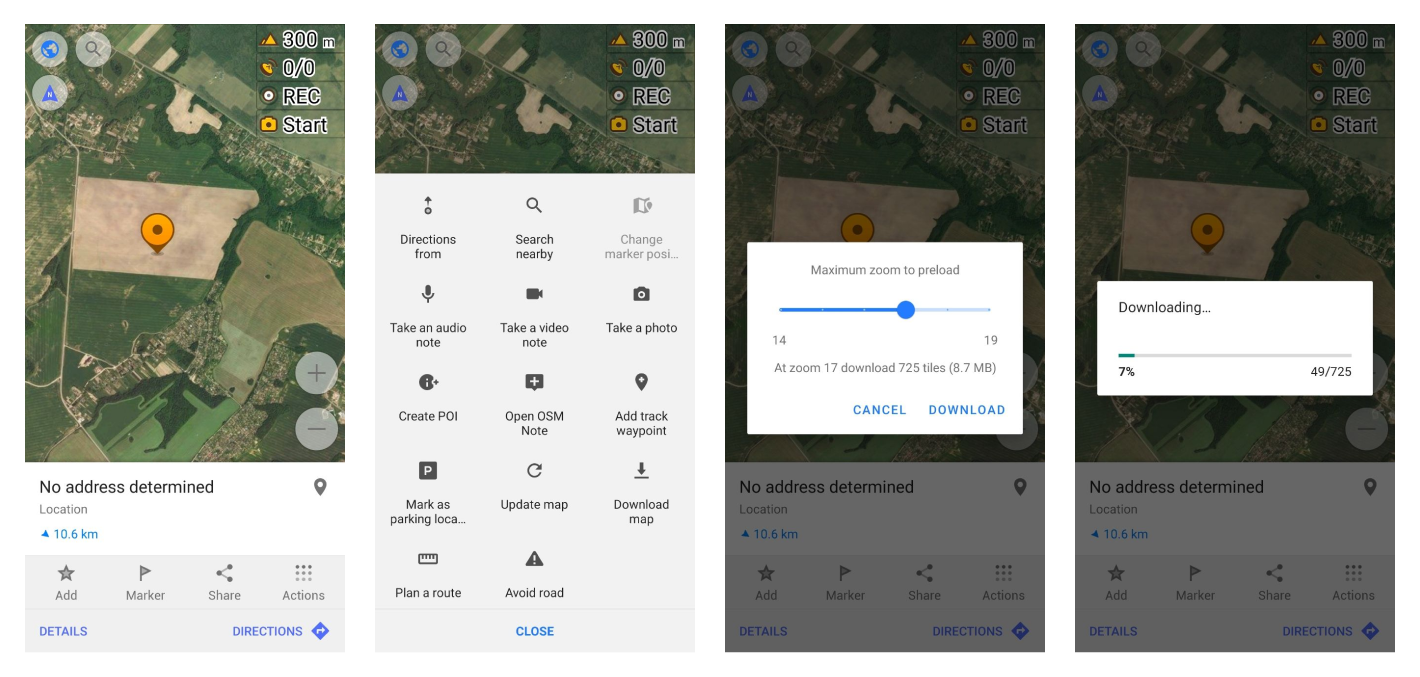 300 m
0/0
REC
Start
N
No address determined
Location
10.6 km
Add Marker Share Actions
DETAILS DIRECTIONS
300 m
0/0
REC
Start
N
Directions from
Search nearby
Change marker posi...
Take an audio note
Take a video note
Take a photo
Create POI
Open OSM Note
Add track waypoint
P
Mark as parking loca...
Update map
Download map
Plan a route
Avoid road
CLOSE
300 m
0/0
REC
Start
N
Maximum zoom to preload
14 19
At zoom 17 download 725 tiles (8.7 MB)
CANCEL DOWNLOAD
No address determined
Location
10.6 km
Add Marker Share Actions
DETAILS DIRECTIONS
300 m
0/0
REC
Start
N
Downloading...
7% 49/725
No address determined
Location
10.6 km
Add Marker Share Actions
DETAILS DIRECTIONS